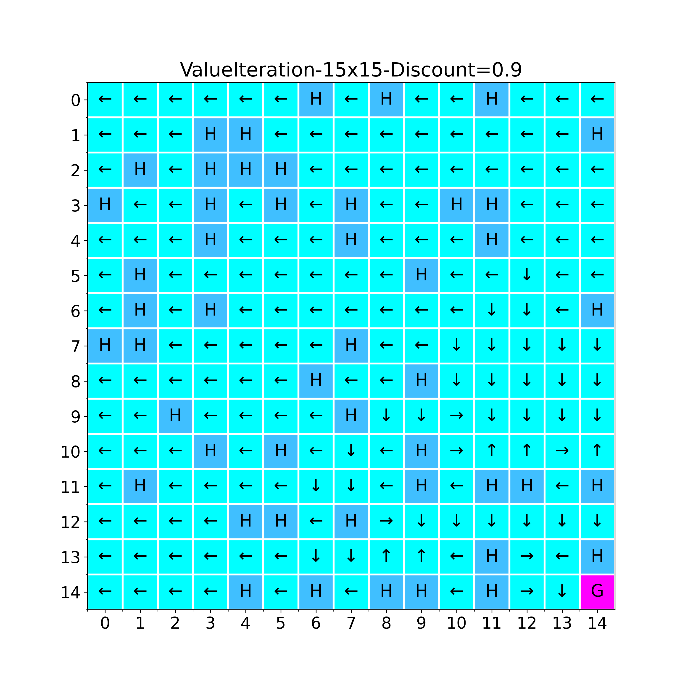 ValueIteration-15x15-Discount=0.9
0 ← ← ← ← ← ← H ← H ← ← H ← ← ←
1 ← ← ← H H ← ← ← ← ← ← ← ← ← H
2 ← H ← H H H ← ← ← ← ← ← ← ← ←
3 H ← ← H ← H ← H ← ← H H ← ← ←
4 ← ← ← H ← ← ← H ← ← ← H ← ← ←
5 ← H ← ← ← ← ← ← ← H ← ← ↓ ← ←
6 ← H ← H ← ← ← ← ← ← ← ↓ ↓ ← H
7 H H ← ← ← ← ← H ← ← ↓ ↓ ↓ ↓ ↓
8 ← ← ← ← ← ← H ← ← H ↓ ↓ ↓ ↓ ↓
9 ← ← H ← ← ← ← H ↓ ↓ → ↓ ↓ ↓ ↓
10 ← ← ← H ← H ← ↓ ← H → ↑ ↑ → ↑
11 ← H ← ← ← ← ↓ ↓ ← H ← H H ← H
12 ← ← ← ← H H ← H → ↓ ↓ ↓ ↓ ↓ ↓
13 ← ← ← ← ← ← ↓ ↓ ↑ ↑ ← H → ← H
14 ← ← ← ← H ← H ← H H ← H → ↓ G
0 1 2 3 4 5 6 7 8 9 10 11 12 13 14